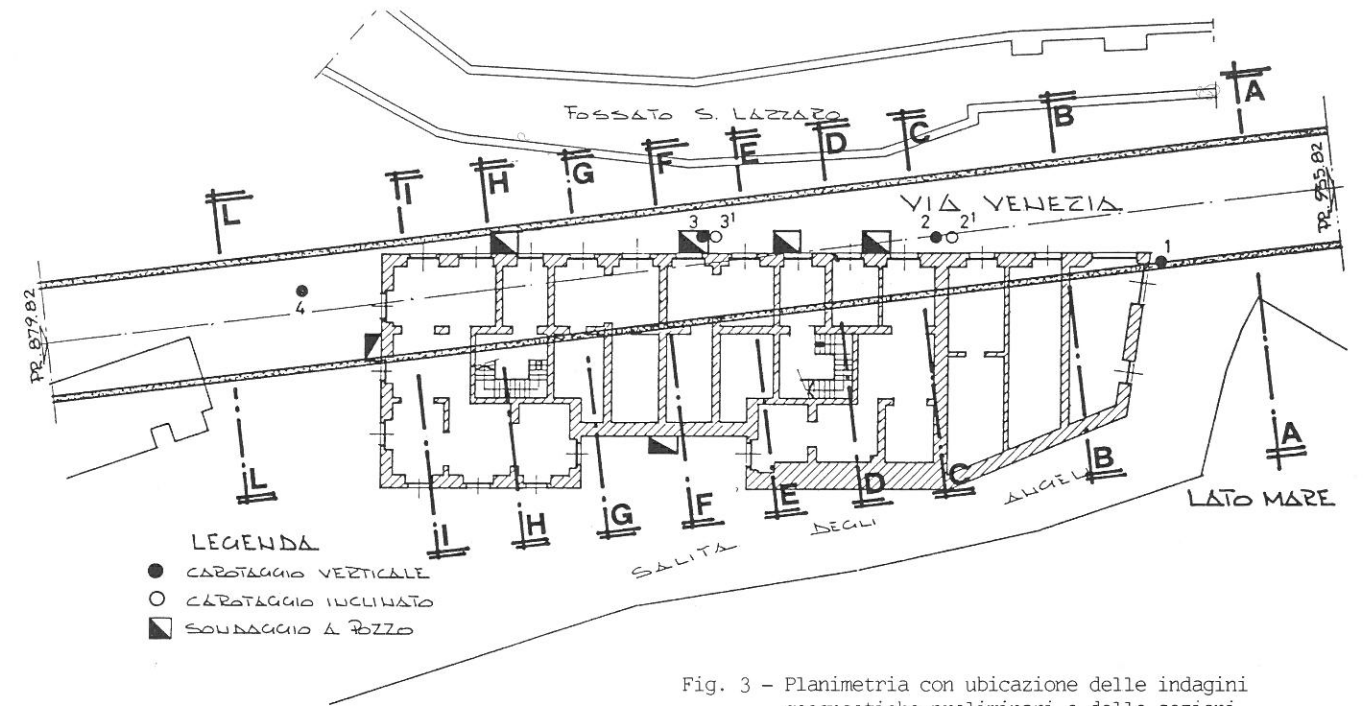 FOSSATO S. LAZZARO
A
B
C
D
E
F
G
H
I
L
VIA VENEZIA
PR. 955.82
3 3¹
2 2¹
1
4
PR. 879.82
A
B
C
D
E
F
G
H
I
L
LATO MARE
SALITA DEGLI ANGELI
LEGENDA
CAROTAGGIO VERTICALE
CAROTAGGIO INCLINATO
SONDAGGIO A POZZO
Fig. 3 - Planimetria con ubicazione delle indagini